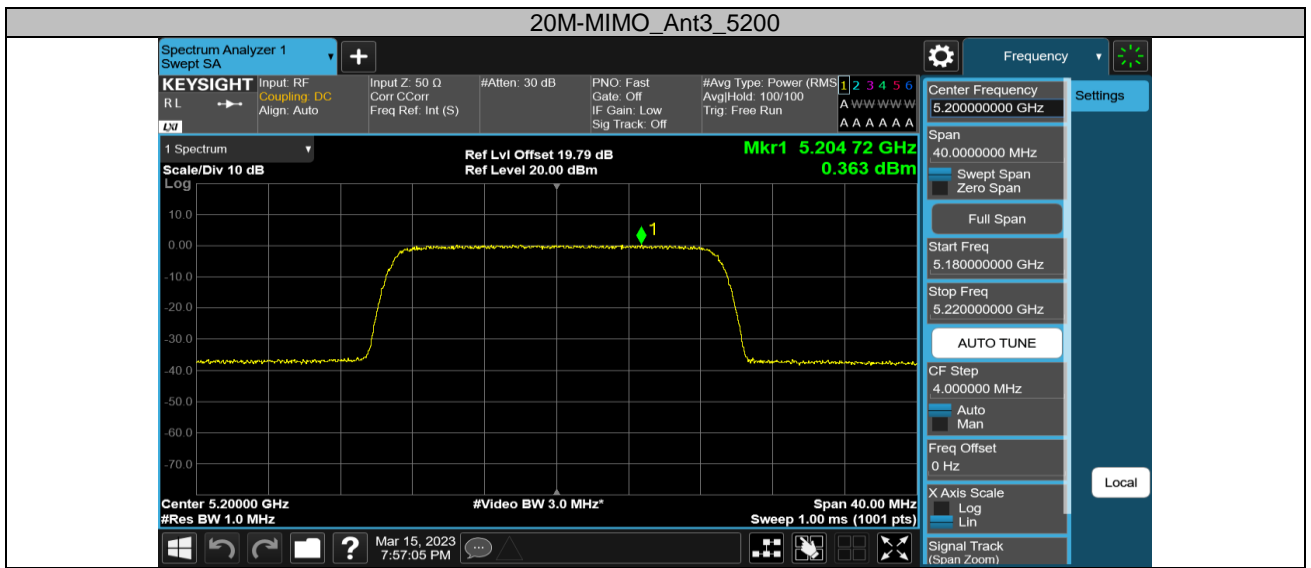 20M-MIMO_Ant3_5200
Spectrum Analyzer 1
Swept SA
Frequency
KEYSIGHT
R L
LXI
Input: RF
Coupling: DC
Align: Auto
Input Z: 50 Ω
Corr CCorr
Freq Ref: Int (S)
#Atten: 30 dB
PNO: Fast
Gate: Off
IF Gain: Low
Sig Track: Off
#Avg Type: Power (RMS
Avg|Hold: 100/100
Trig: Free Run
1 2 3 4 5 6
A W W W W W
A A A A A A
1 Spectrum
Scale/Div 10 dB
Log
Ref Lvl Offset 19.79 dB
Ref Level 20.00 dBm
Mkr1 5.204 72 GHz
0.363 dBm
1
10.0
0.00
-10.0
-20.0
-30.0
-40.0
-50.0
-60.0
-70.0
Center 5.20000 GHz
#Res BW 1.0 MHz
#Video BW 3.0 MHz*
Span 40.00 MHz
Sweep 1.00 ms (1001 pts)
Center Frequency
5.200000000 GHz
Span
40.0000000 MHz
Swept Span
Zero Span
Full Span
Start Freq
5.180000000 GHz
Stop Freq
5.220000000 GHz
AUTO TUNE
CF Step
4.000000 MHz
Auto
Man
Freq Offset
0 Hz
X Axis Scale
Log
Lin
Signal Track
(Span Zoom)
Settings
Local
?
Mar 15, 2023
7:57:05 PM